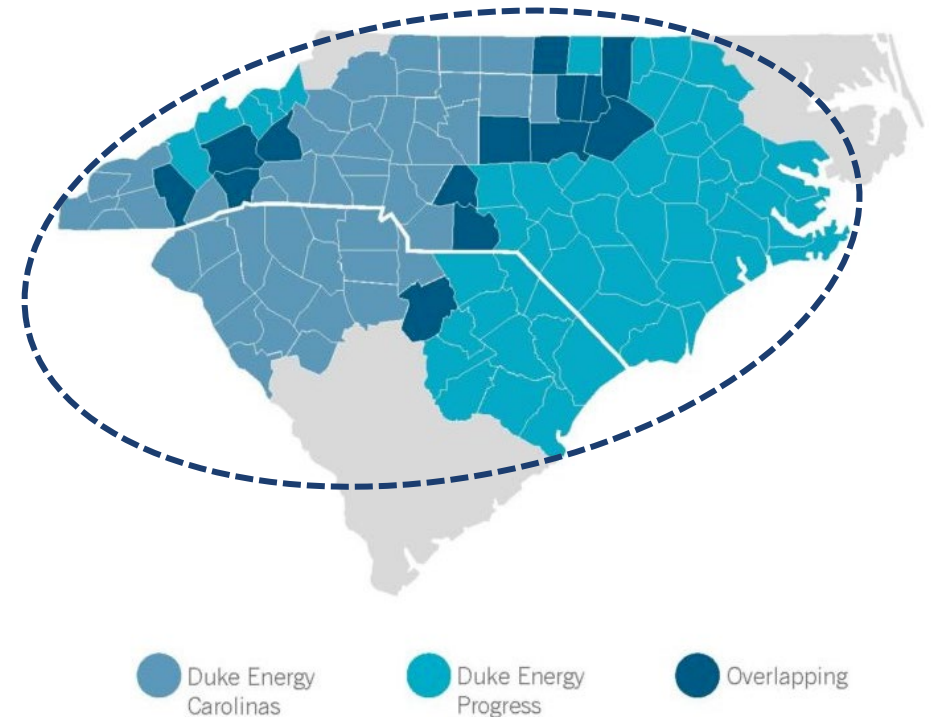 Duke Energy
Carolinas
Duke Energy
Progress
Overlapping